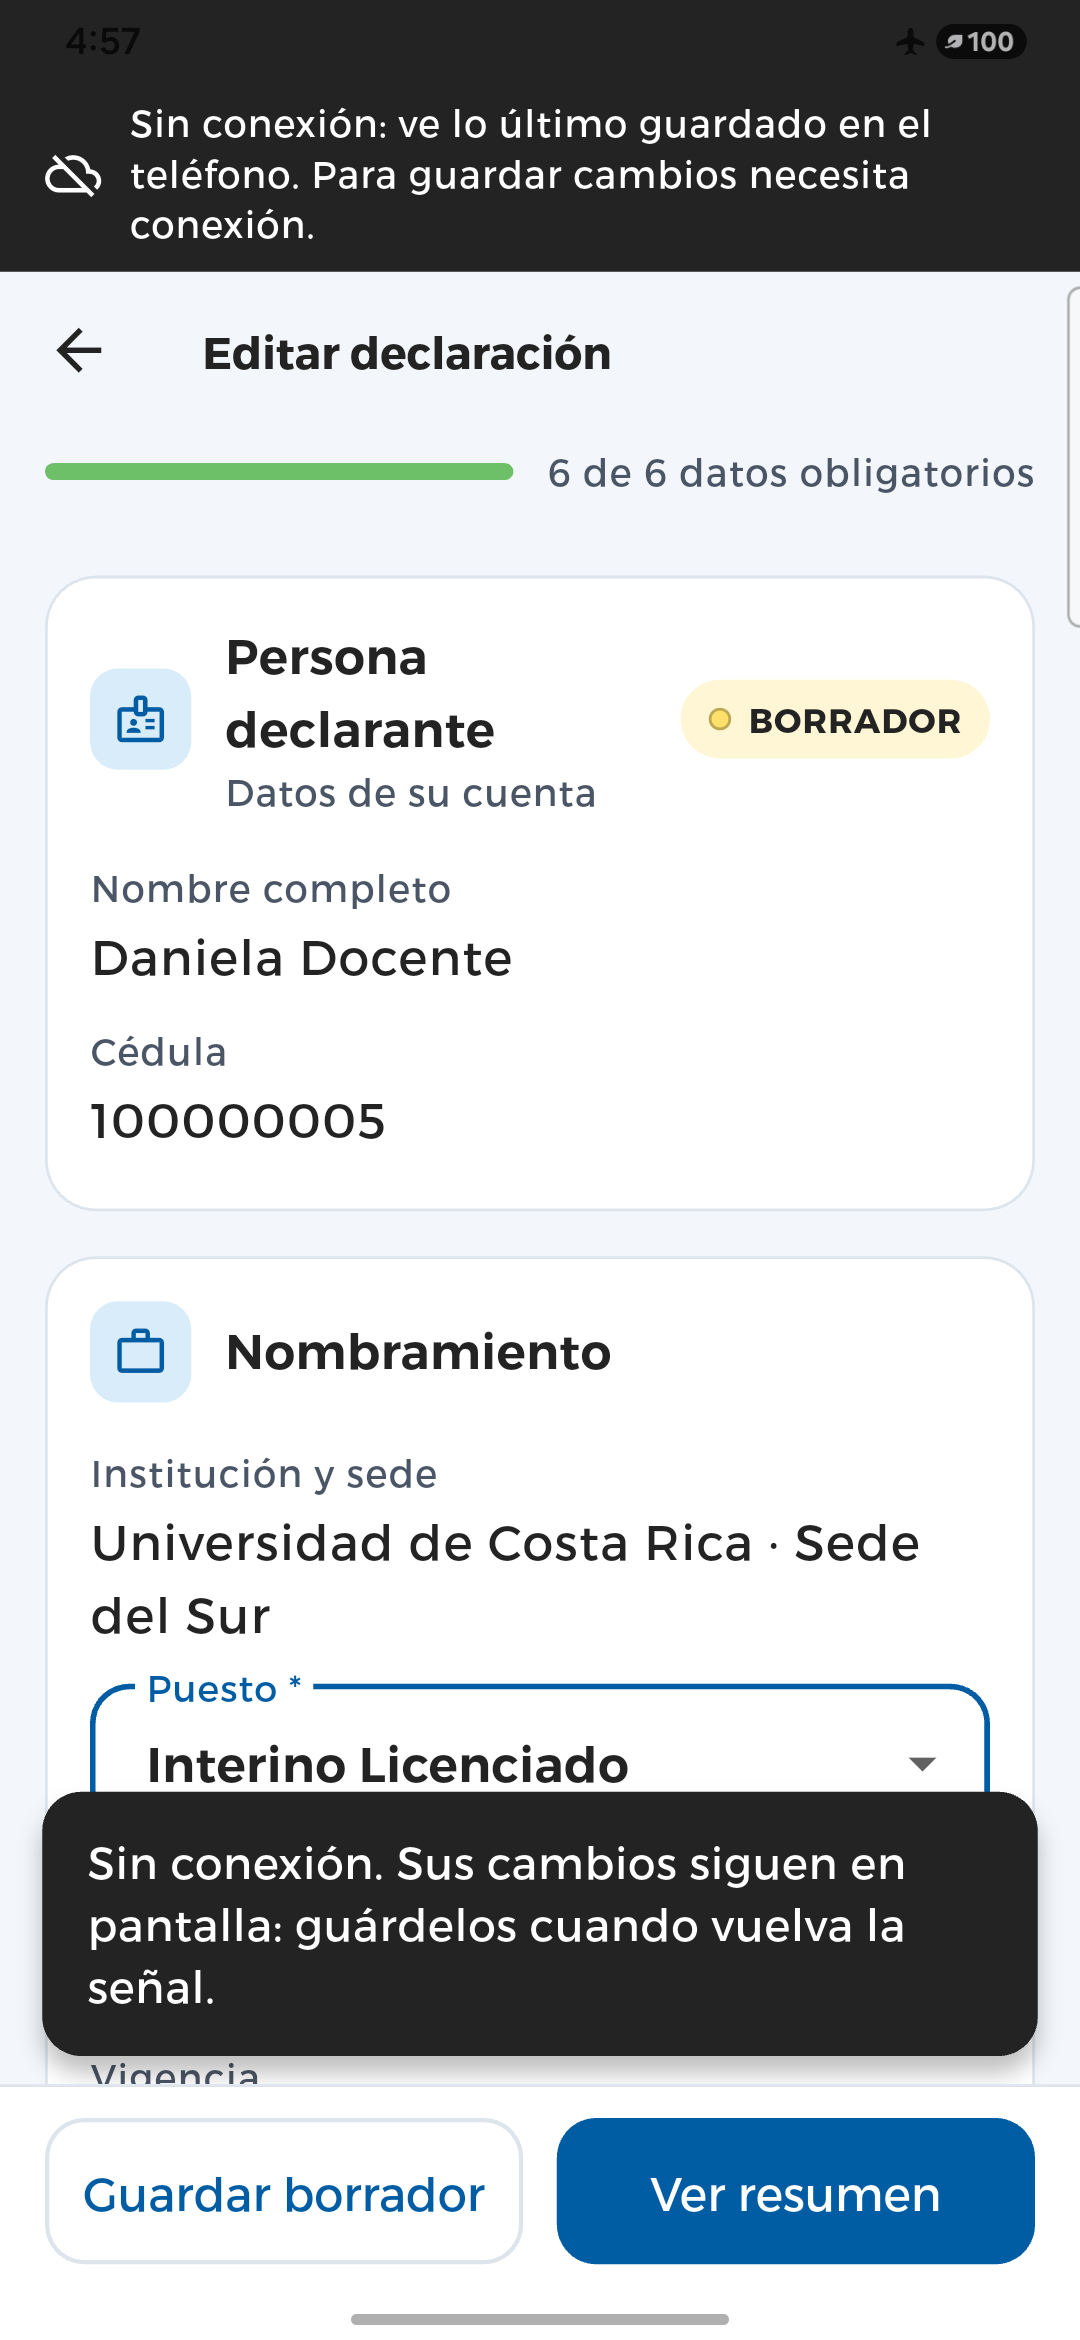 4:57
100
Sin conexión: ve lo último guardado en el
teléfono. Para guardar cambios necesita
conexión.
Editar declaración
6 de 6 datos obligatorios
Persona
declarante
BORRADOR
Datos de su cuenta
Nombre completo
Daniela Docente
Cédula
100000005
Nombramiento
Institución y sede
Universidad de Costa Rica · Sede
del Sur
Puesto *
Interino Licenciado
Sin conexión. Sus cambios siguen en
pantalla: guárdelos cuando vuelva la
señal.
Vigencia
Guardar borrador
Ver resumen